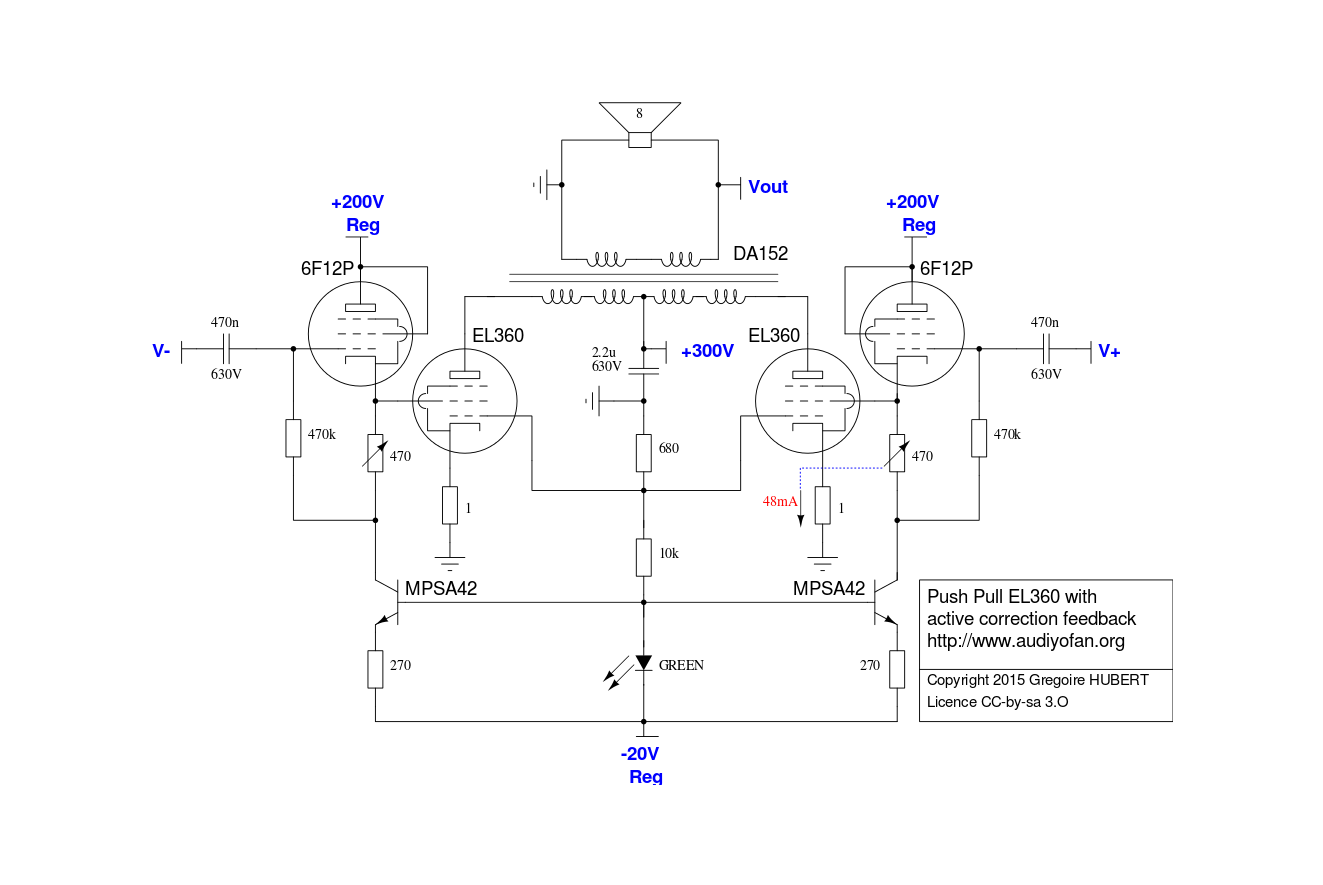 8
Vout
+200V
Reg
+200V
Reg
DA152
6F12P
6F12P
470n
630V
470n
630V
V-
V+
EL360
EL360
2.2u
630V
+300V
470k
470
680
470
470k
48mA
1
1
10k
MPSA42
MPSA42
270
GREEN
270
-20V
Reg
Push Pull EL360 with
active correction feedback
http://www.audiyofan.org
Copyright 2015 Gregoire HUBERT
Licence CC-by-sa 3.O